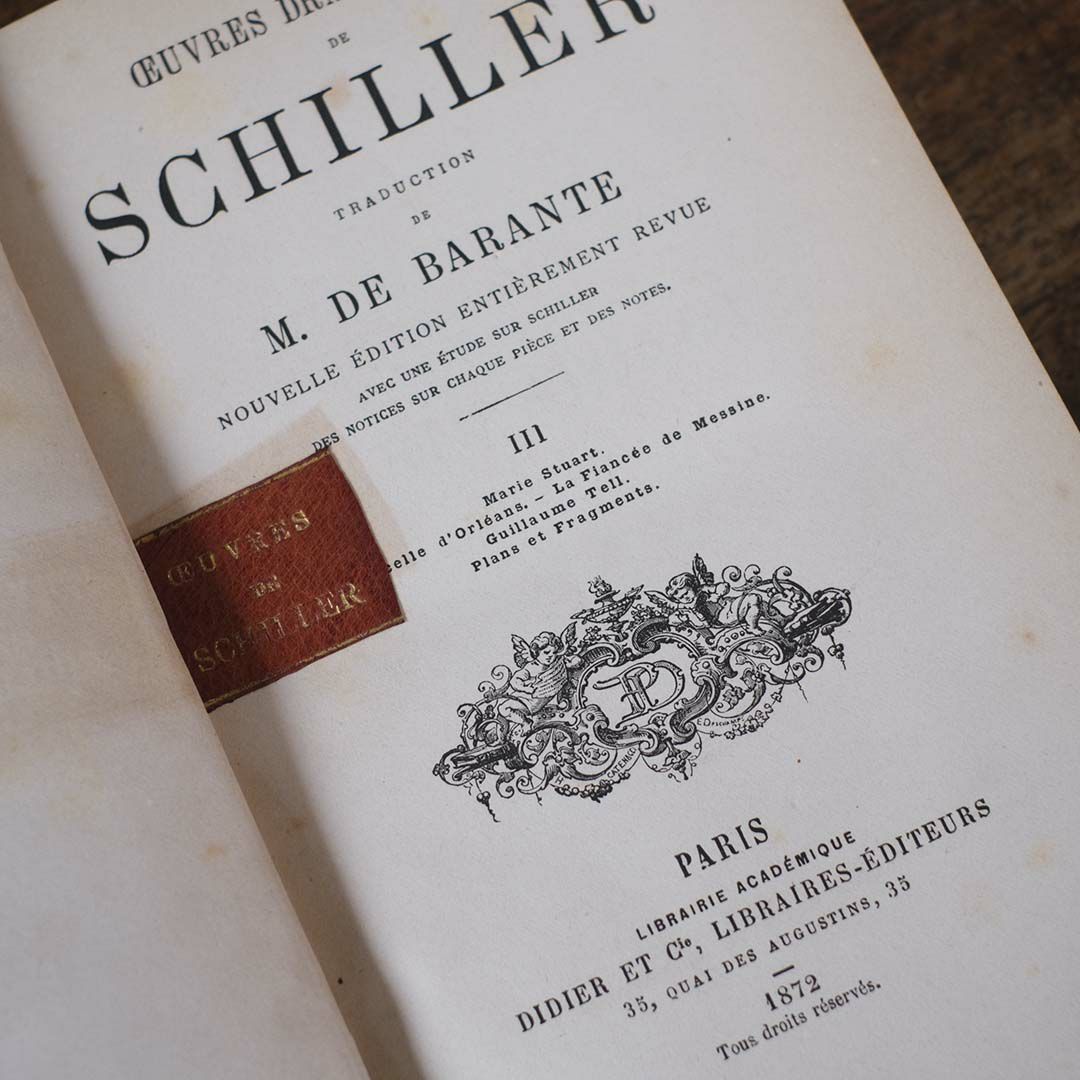 ŒUVRES
DE
SCHILLER
TRADUCTION
DE
M. DE BARANTE
NOUVELLE ÉDITION ENTIÈREMENT REVUE
AVEC UNE ÉTUDE SUR SCHILLER
DES NOTICES SUR CHAQUE PIÈCE ET DES NOTES.
III
Marie Stuart.
d'Orléans. – La Fiancée de Messine.
Guillaume Tell.
Plans et Fragments.
ŒUVRES
DE
SCHILLER
E. DESCHAMPS
H CATENACCI
PARIS
LIBRAIRIE ACADÉMIQUE
DIDIER ET Cie, LIBRAIRES-ÉDITEURS
35, QUAI DES AUGUSTINS, 35
1872
Tous droits réservés.